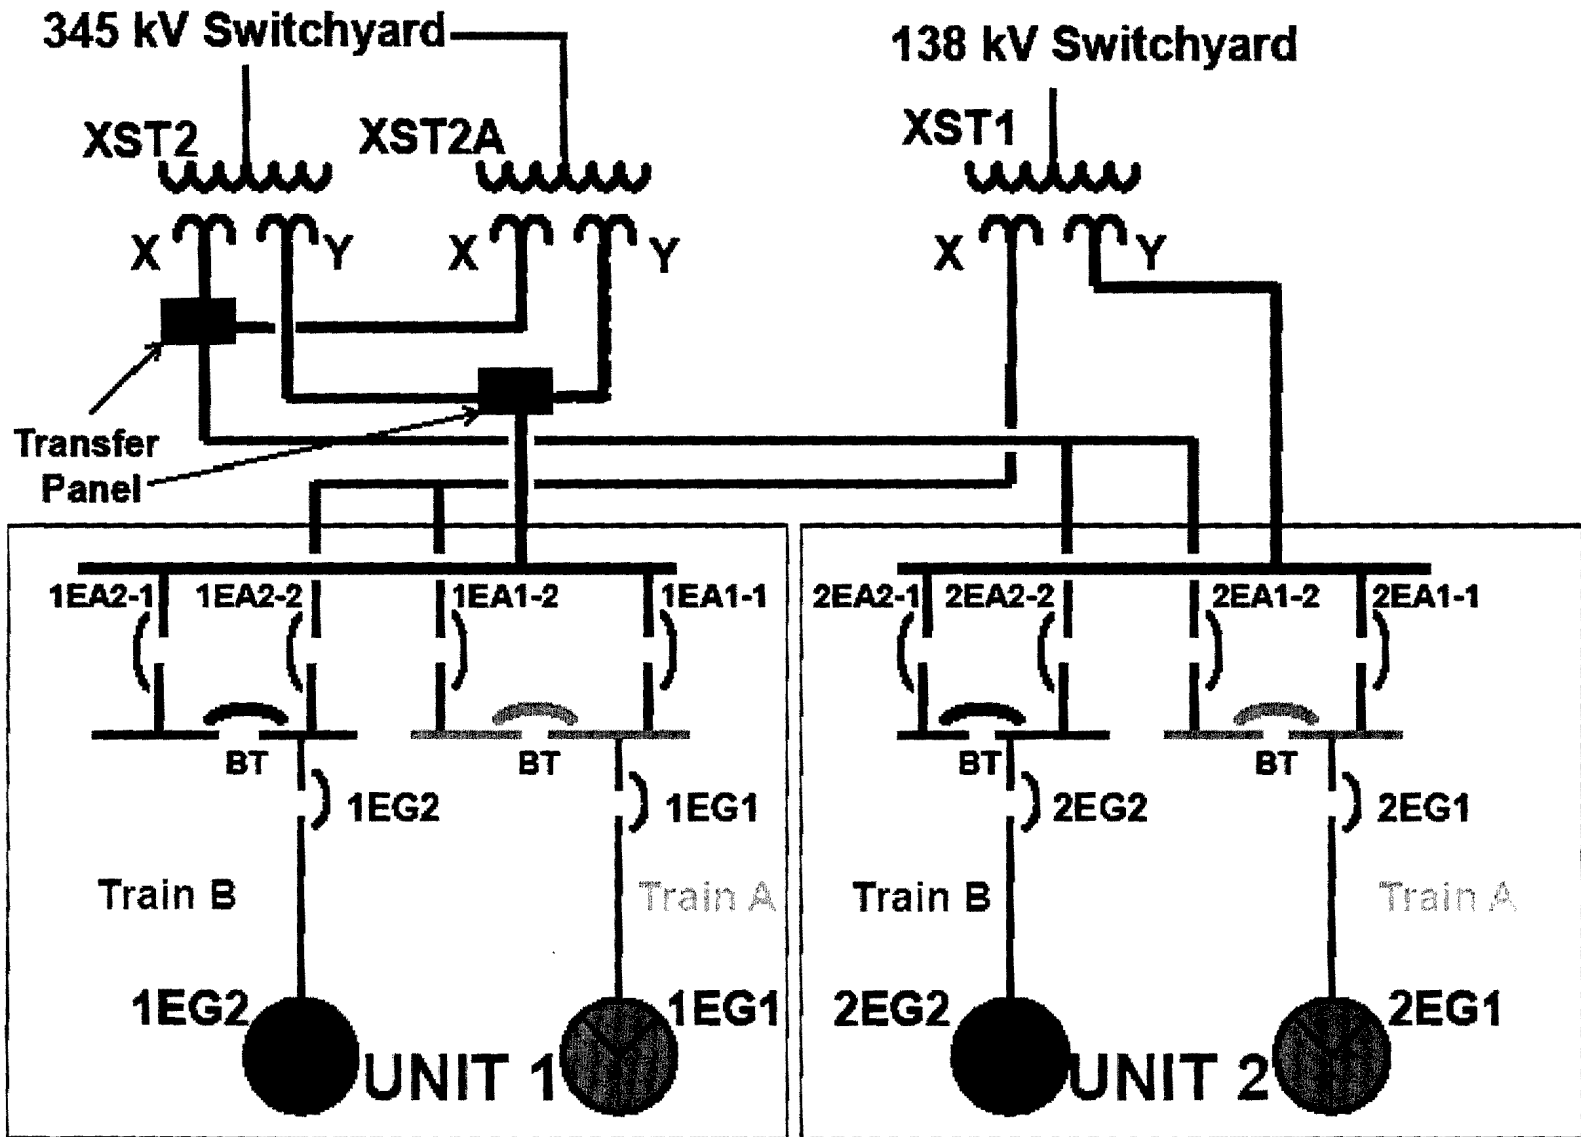 345 kV Switchyard
138 kV Switchyard
XST2
XST2A
XST1
X
Y
X
Y
X
Y
Transfer
Panel
1EA2-1
1EA2-2
1EA1-2
1EA1-1
2EA2-1
2EA2-2
2EA1-2
2EA1-1
BT
BT
BT
BT
1EG2
1EG1
2EG2
2EG1
Train B
Train A
Train B
Train A
1EG2
1EG1
2EG2
2EG1
UNIT 1
UNIT 2